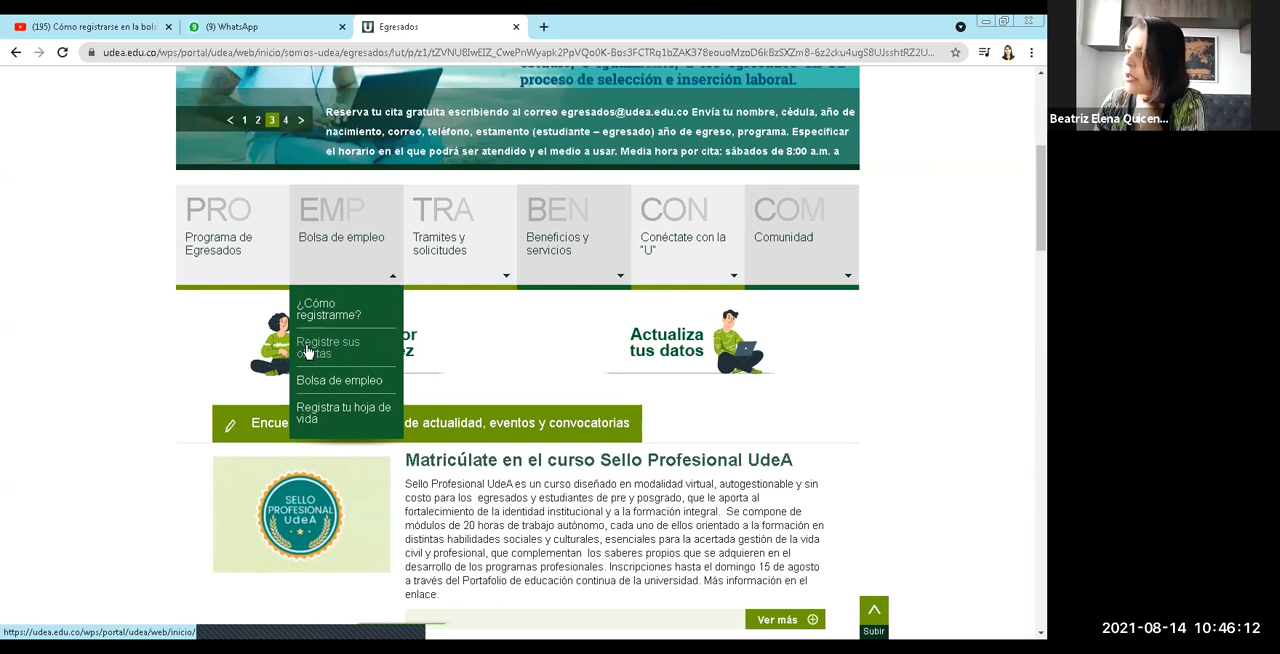 (195) Cómo registrarse en la bols
(9) WhatsApp
Egresados
udea.edu.co/wps/portal/udea/web/inicio/somos-udea/egresados/!ut/p/z1/
proceso de selección e inserción laboral.
Reserva tu cita gratuita escribiendo al correo egresados@udea.edu.co Envía tu nombre, cédula, año de
nacimiento, correo, teléfono, estamento (estudiante – egresado) año de egreso, programa. Especificar
el horario en el que podrá ser atendido y el medio a usar. Media hora por cita: sábados de 8:00 a.m. a
< 1 2 3 4 >
PRO
Programa de
Egresados
EMP
Bolsa de empleo
TRA
Tramites y
solicitudes
BEN
Beneficios y
servicios
CON
Conéctate con la
"U"
COM
Comunidad
¿Cómo
registrarme?
Registre sus
Bolsa de empleo
Registra tu hoja de
vida
or
ez
Actualiza
tus datos
Encue de actualidad, eventos y convocatorias
Matricúlate en el curso Sello Profesional UdeA
SELLO
PROFESIONAL
UdeA
Sello Profesional UdeA es un curso diseñado en modalidad virtual, autogestionable y sin
costo para los egresados y estudiantes de pre y posgrado, que le aporta al
fortalecimiento de la identidad institucional y a la formación integral. Se compone de
módulos de 20 horas de trabajo autónomo, cada uno de ellos orientado a la formación en
distintas habilidades sociales y culturales, esenciales para la acertada gestión de la vida
civil y profesional, que complementan los saberes propios que se adquieren en el
desarrollo de los programas profesionales. Inscripciones hasta el domingo 15 de agosto
a través del Portafolio de educación continua de la universidad. Más información en el
enlace.
Ver más
Subir
https://udea.edu.co/wps/portal/udea/web/inicio/
Beatriz Elena Quicen...
2021-08-14 10:46:12